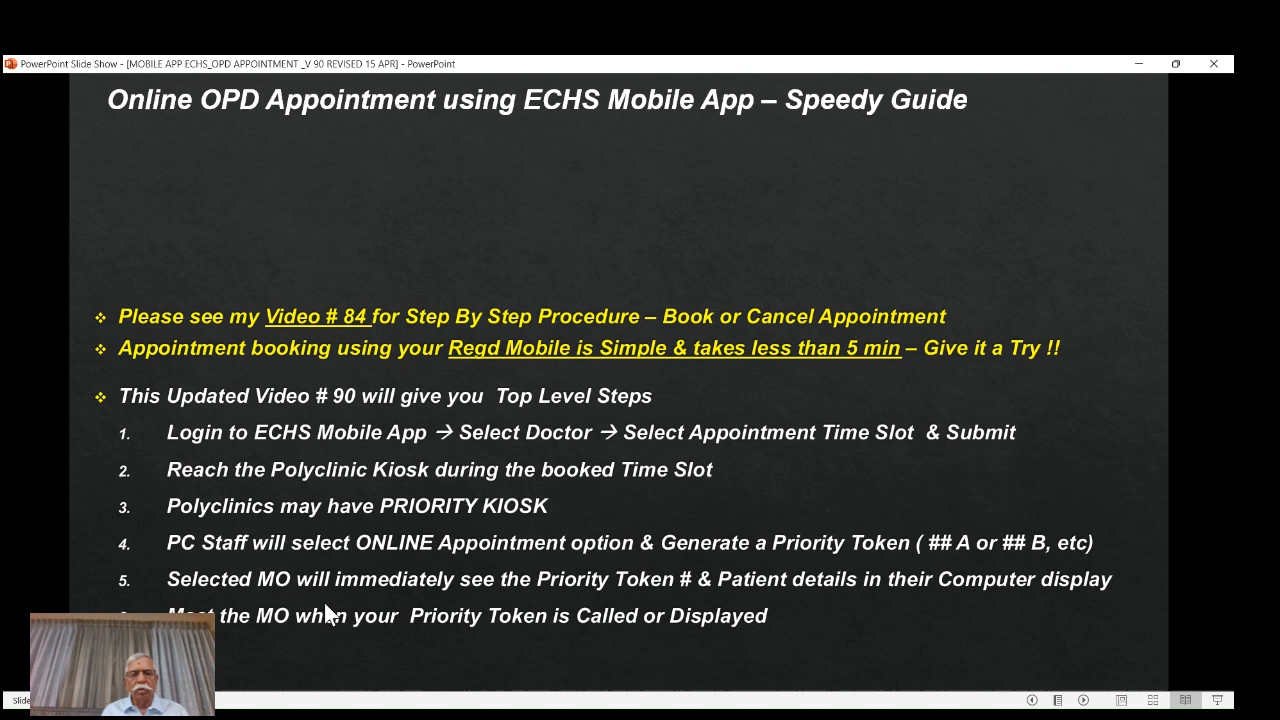 PowerPoint Slide Show - [MOBILE APP ECHS_OPD APPOINTMENT _V 90 REVISED 15 APR] - PowerPoint
Online OPD Appointment using ECHS Mobile App – Speedy Guide
❖ Please see my Video # 84 for Step By Step Procedure – Book or Cancel Appointment
❖ Appointment booking using your Regd Mobile is Simple & takes less than 5 min – Give it a Try !!
❖ This Updated Video # 90 will give you Top Level Steps
1. Login to ECHS Mobile App → Select Doctor → Select Appointment Time Slot & Submit
2. Reach the Polyclinic Kiosk during the booked Time Slot
3. Polyclinics may have PRIORITY KIOSK
4. PC Staff will select ONLINE Appointment option & Generate a Priority Token ( ## A or ## B, etc)
5. Selected MO will immediately see the Priority Token # & Patient details in their Computer display
the MO when your Priority Token is Called or Displayed